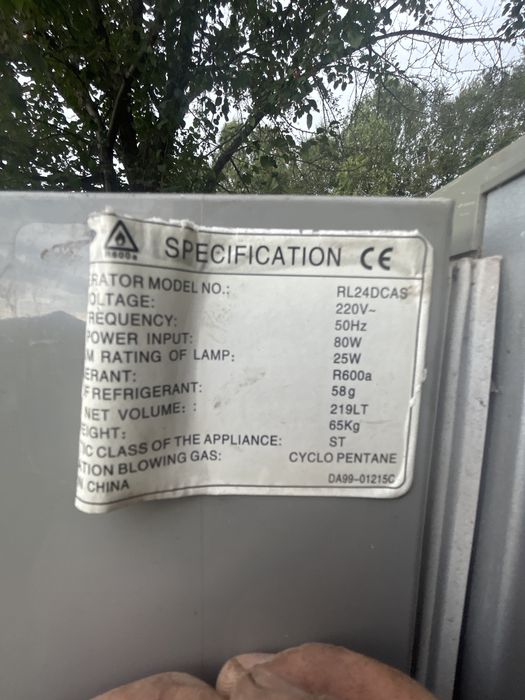 R600a
SPECIFICATION CE
ERATOR MODEL NO.: RL24DCAS
OLTAGE: 220V~
REQUENCY: 50Hz
POWER INPUT: 80W
M RATING OF LAMP: 25W
ERANT: R600a
F REFRIGERANT: 58g
NET VOLUME: : 219LT
EIGHT: 65Kg
IC CLASS OF THE APPLIANCE: ST
ATION BLOWING GAS: CYCLO PENTANE
N CHINA DA99-01215C